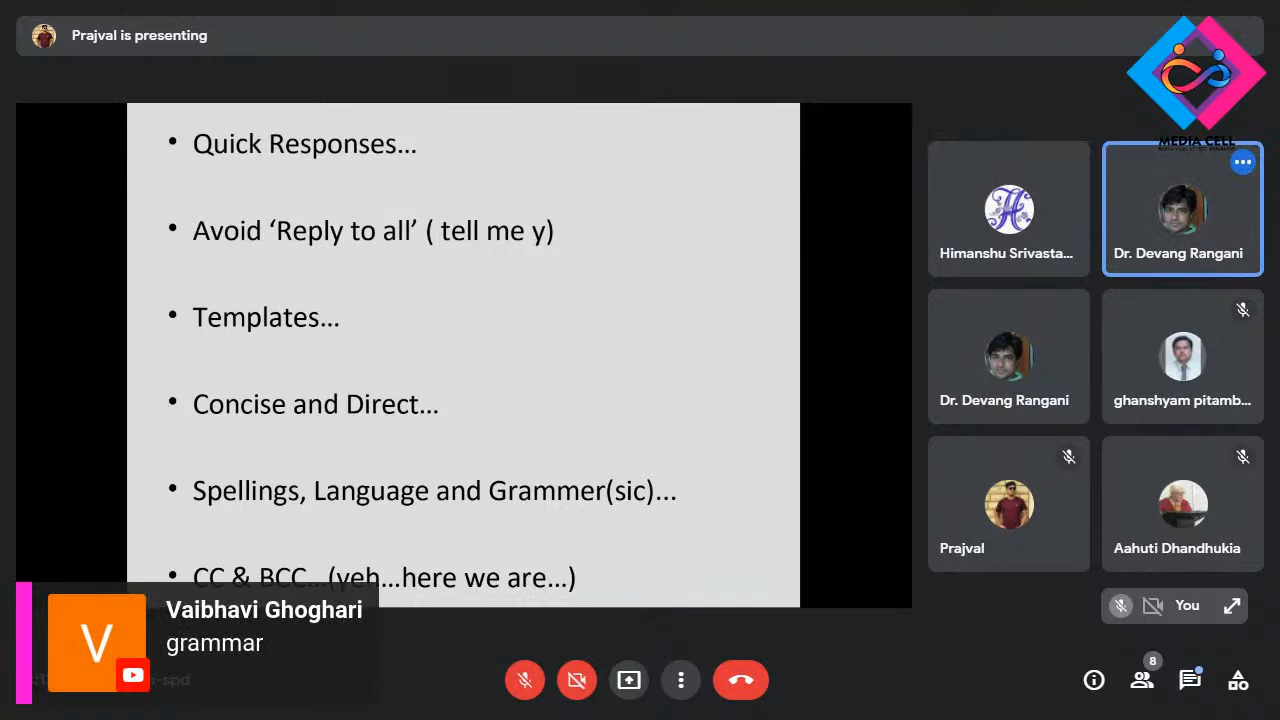 Prajval is presenting
MEDIA CELL
• Quick Responses...
• Avoid ‘Reply to all’ ( tell me y)
• Templates...
• Concise and Direct...
• Spellings, Language and Grammer(sic)...
• CC & BCC...(yeh...here we are...)
H
Himanshu Srivasta...
Dr. Devang Rangani
Dr. Devang Rangani
ghanshyam pitamb...
Prajval
Aahuti Dhandhukia
You
V
Vaibhavi Ghoghari
grammar
-spd
8